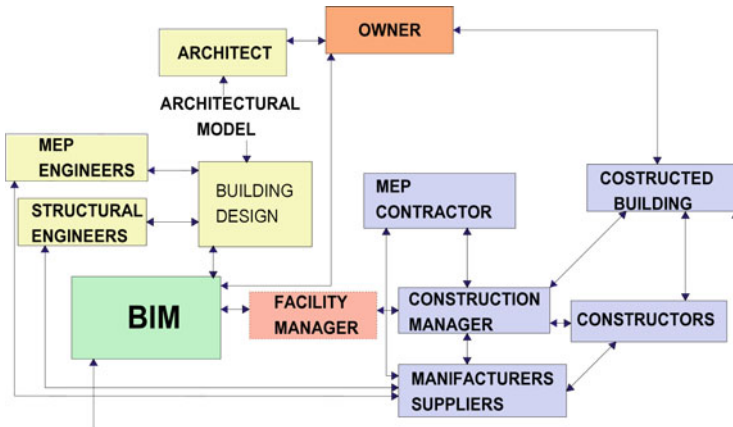 OWNER
ARCHITECT
ARCHITECTURAL
MODEL
MEP
ENGINEERS
BUILDING
DESIGN
STRUCTURAL
ENGINEERS
MEP
CONTRACTOR
COSTRUCTED
BUILDING
BIM
FACILITY
MANAGER
CONSTRUCTION
MANAGER
CONSTRUCTORS
MANIFACTURERS
SUPPLIERS